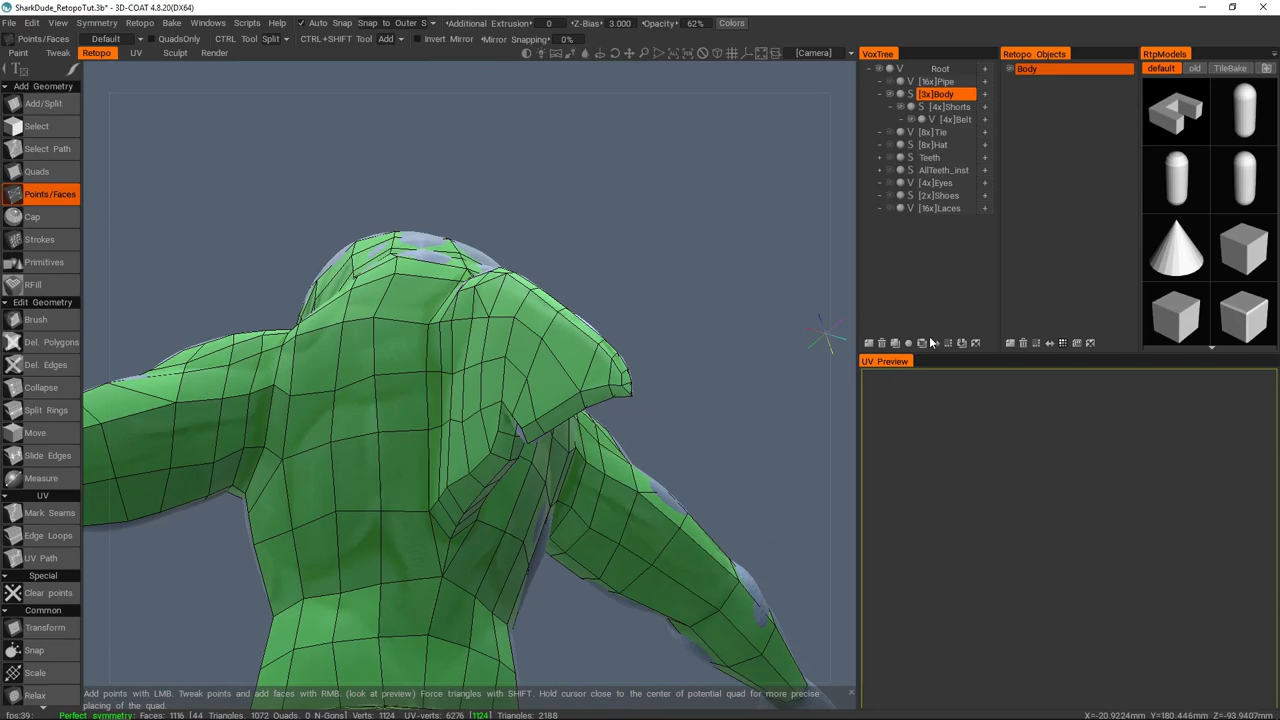 SharkDude_RetopoTut.3b* - 3D-COAT 4.8.20(DX64)
File Edit View Symmetry Retopo Bake Windows Scripts Help Auto Snap Snap to Outer S Additional Extrusion 0 Z-Bias 3.000 Opacity 62% Colors
Points/Faces Default QuadsOnly CTRL Tool Split CTRL+SHIFT Tool Add Invert Mirror Mirror Snapping 0%
Paint Tweak Retopo UV Sculpt Render [Camera]
VoxTree Retopo Objects RtpModels
Root
[16x]Pipe
[3x]Body
[4x]Shorts
[4x]Belt
[8x]Tie
[8x]Hat
Teeth
AllTeeth_inst
[4x]Eyes
[2x]Shoes
[16x]Laces
Body
default old TileBake
UV Preview
Add Geometry
Add/Split
Select
Select Path
Quads
Points/Faces
Cap
Strokes
Primitives
RFill
Edit Geometry
Brush
Del. Polygons
Del. Edges
Collapse
Split Rings
Move
Slide Edges
Measure
UV
Mark Seams
Edge Loops
UV Path
Special
Clear points
Common
Transform
Snap
Scale
Relax
Add points with LMB. Tweak points and add faces with RMB. (look at preview) Force triangles with SHIFT. Hold cursor close to the center of potential quad for more precise
placing of the quad.
fps:39; Perfect symmetry; Faces: 1116 [44 Triangles, 1072 Quads, 0 N-Gons] Verts: 1124 UV-verts: 6276 [1124] Triangles: 2188 X=-20.9224mm Y=180.446mm Z=-93.9407mm